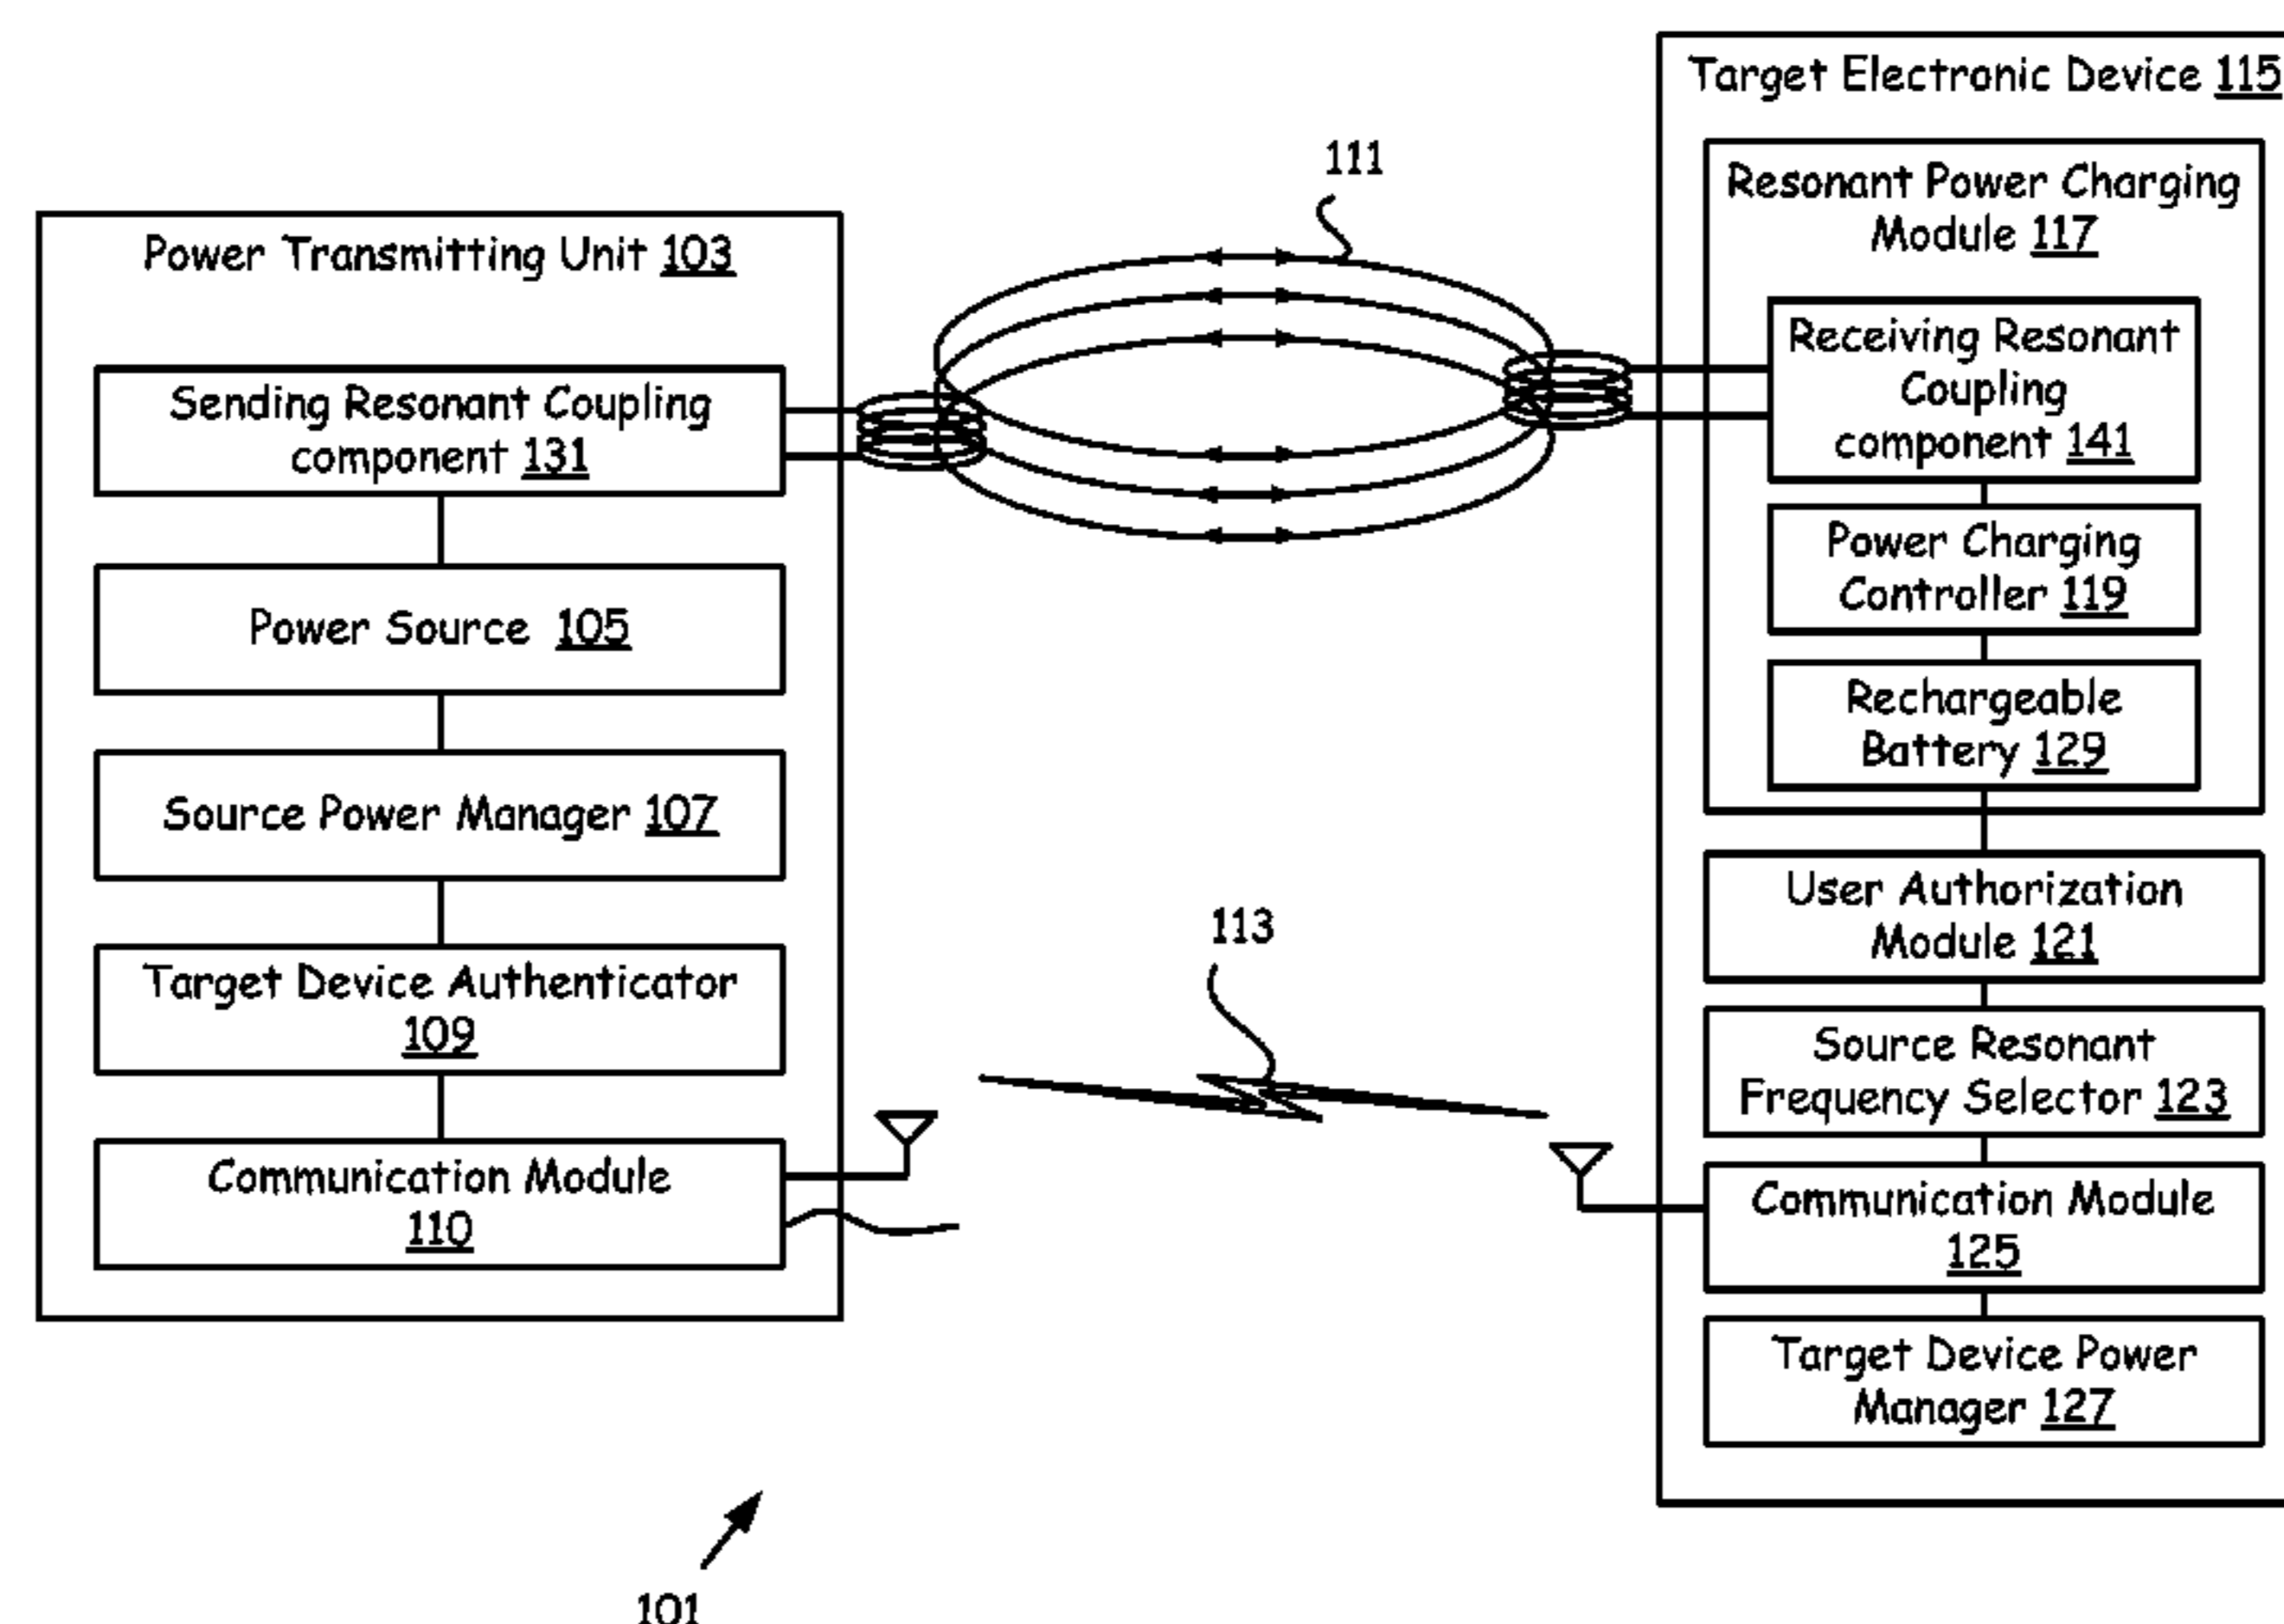 Power Transmitting Unit 103
Sending Resonant Coupling
component 131
Power Source 105
Source Power Manager 107
Target Device Authenticator
109
Communication Module
110
111
113
101
Target Electronic Device 115
Resonant Power Charging
Module 117
Receiving Resonant
Coupling
component 141
Power Charging
Controller 119
Rechargeable
Battery 129
User Authorization
Module 121
Source Resonant
Frequency Selector 123
Communication Module
125
Target Device Power
Manager 127